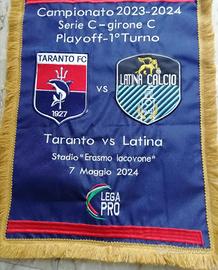 Campionato 2023-2024
Serie C-girone C
Playoff-1°Turno
TARANTO FC
1927
vs
LATINA CALCIO
Taranto vs Latina
Stadio "Erasmo Iacovone"
7 Maggio 2024
LEGA
PRO